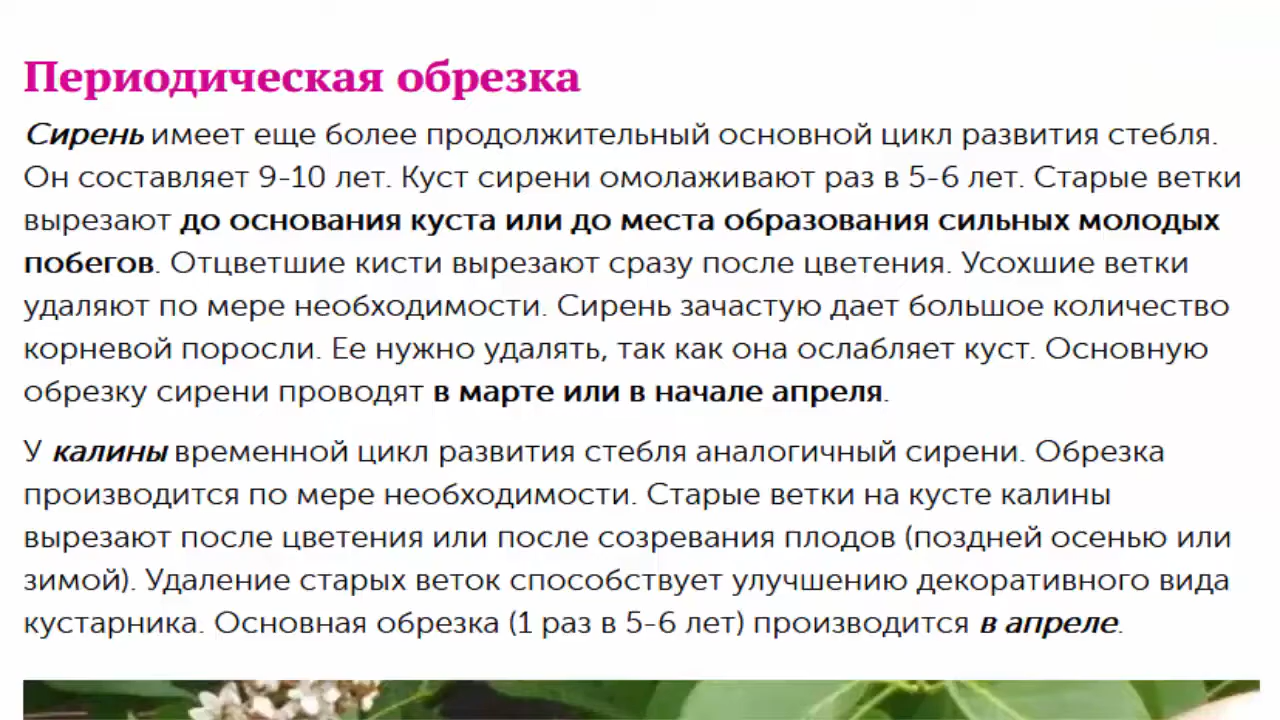 Периодическая обрезка
Сирень имеет еще более продолжительный основной цикл развития стебля.
Он составляет 9-10 лет. Куст сирени омолаживают раз в 5-6 лет. Старые ветки
вырезают до основания куста или до места образования сильных молодых
побегов. Отцветшие кисти вырезают сразу после цветения. Усохшие ветки
удаляют по мере необходимости. Сирень зачастую дает большое количество
корневой поросли. Ее нужно удалять, так как она ослабляет куст. Основную
обрезку сирени проводят в марте или в начале апреля.
У калины временной цикл развития стебля аналогичный сирени. Обрезка
производится по мере необходимости. Старые ветки на кусте калины
вырезают после цветения или после созревания плодов (поздней осенью или
зимой). Удаление старых веток способствует улучшению декоративного вида
кустарника. Основная обрезка (1 раз в 5-6 лет) производится в апреле.